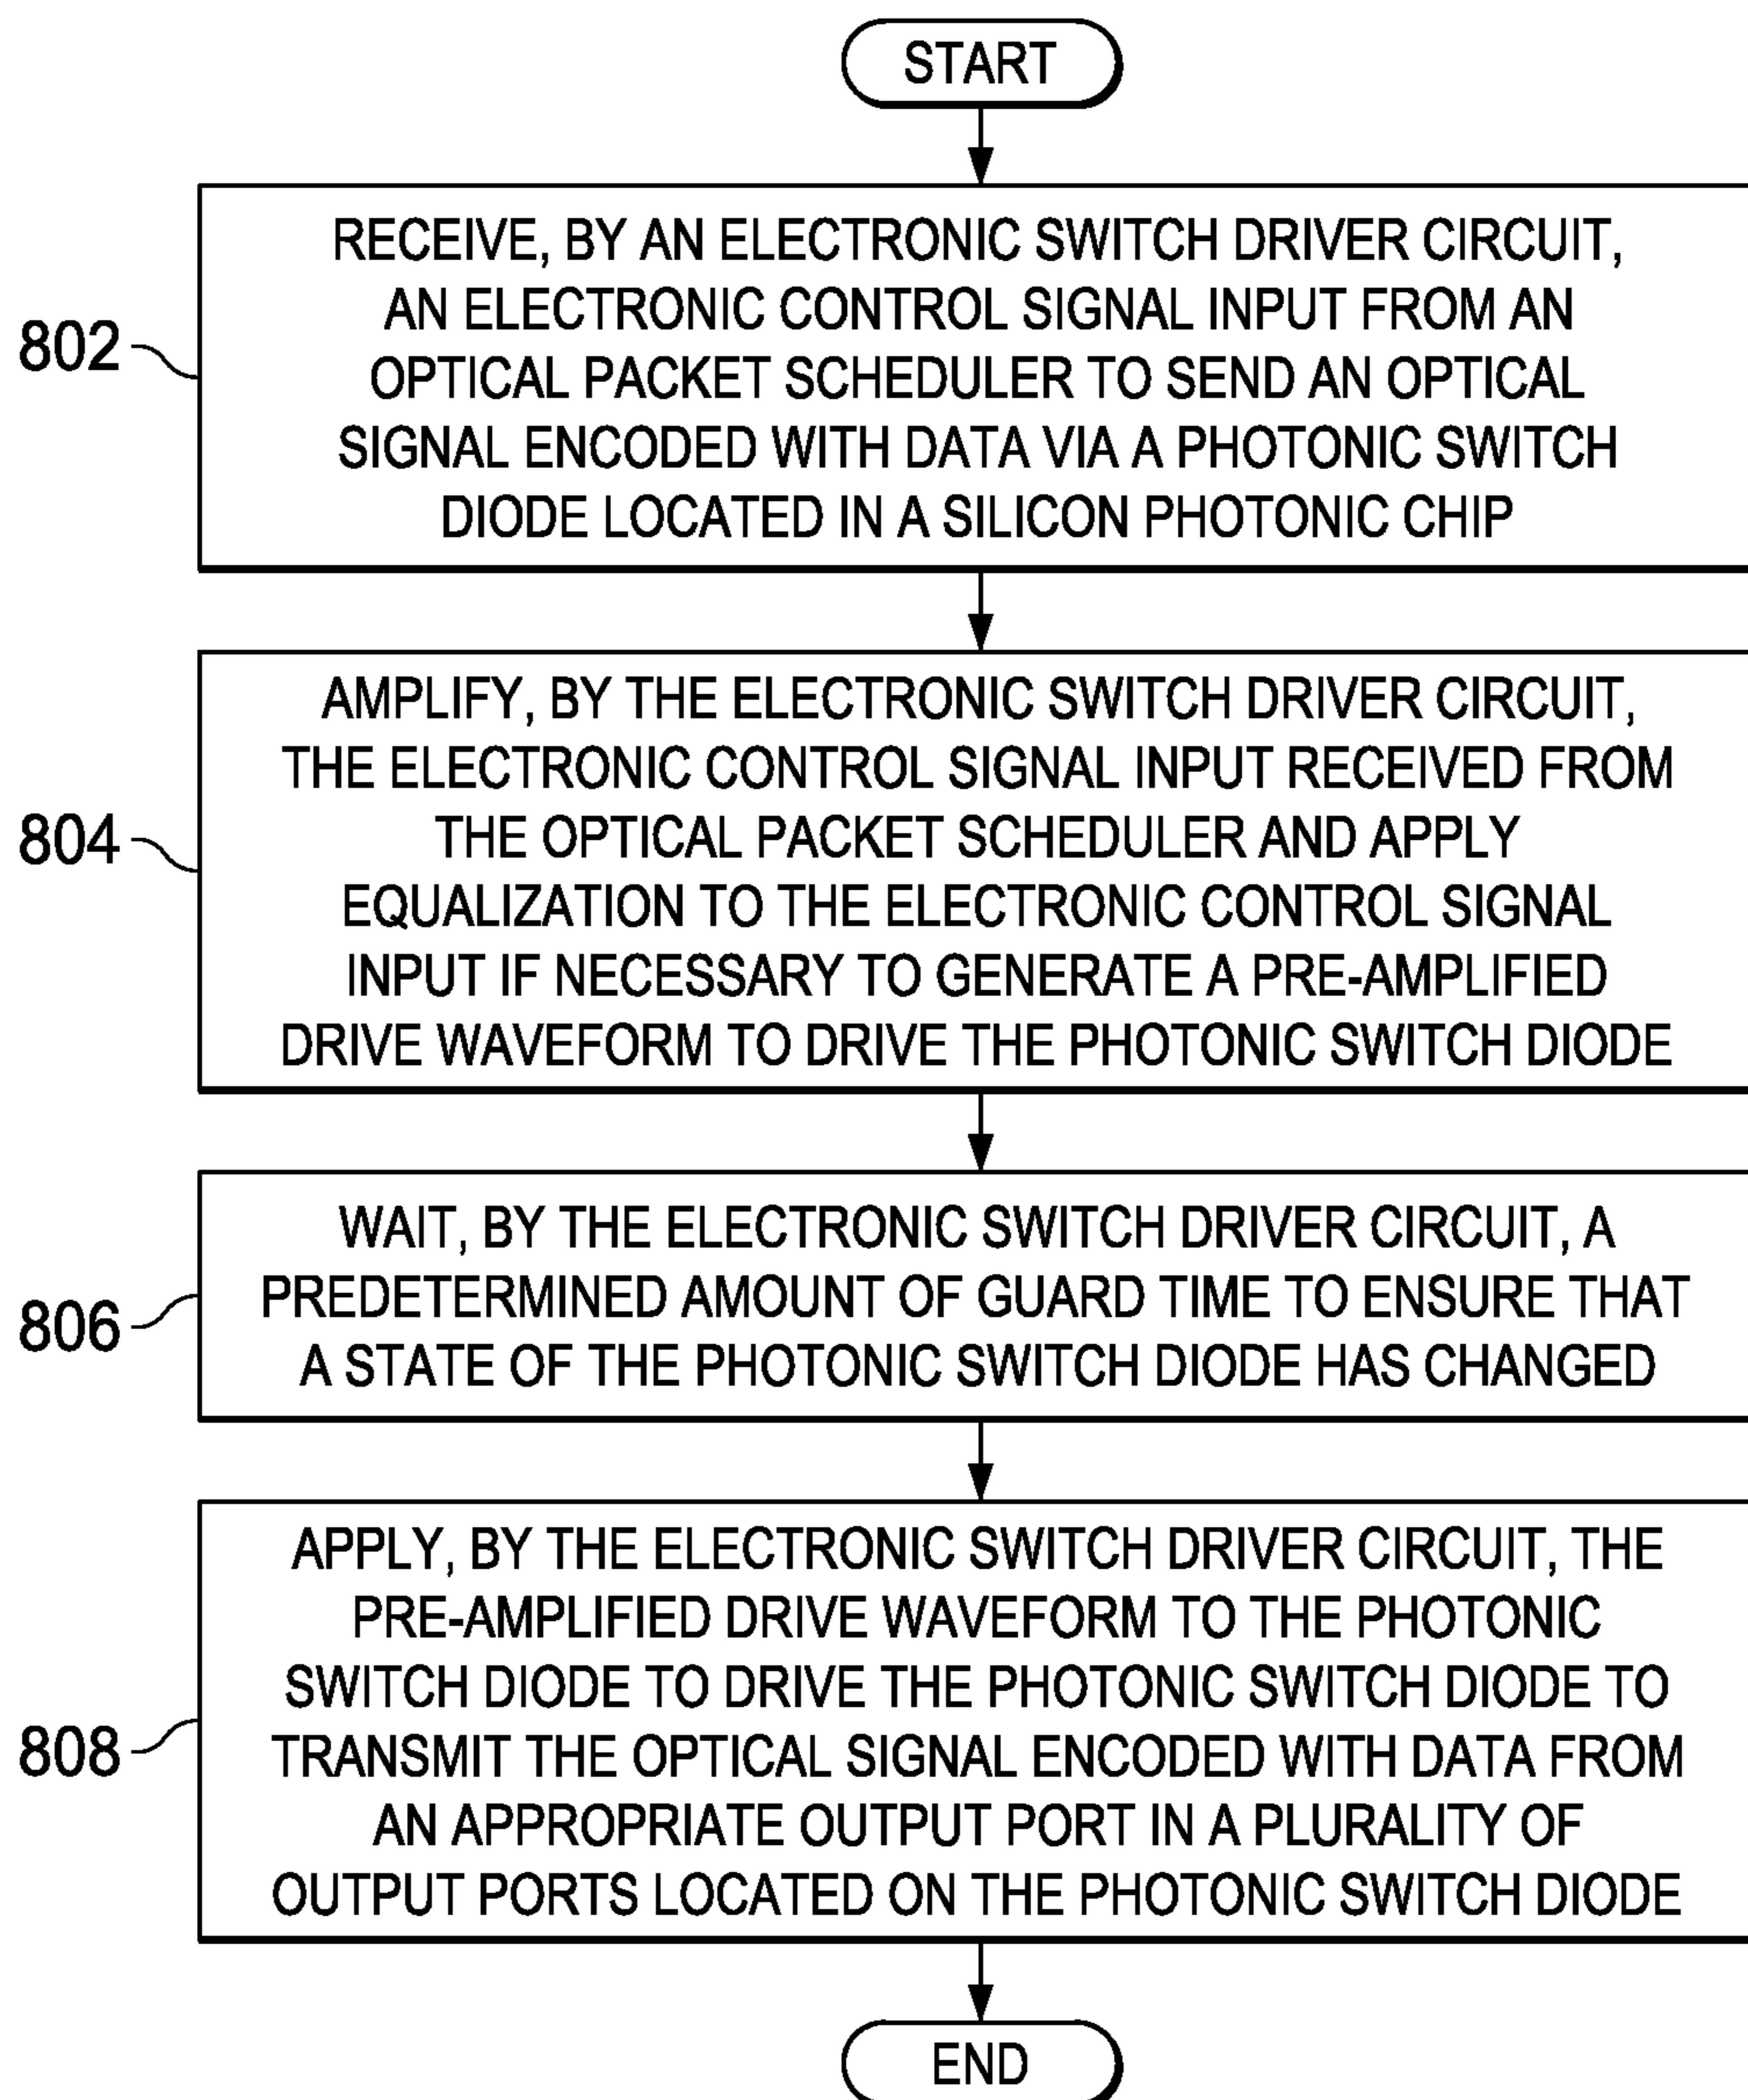 START
802
RECEIVE, BY AN ELECTRONIC SWITCH DRIVER CIRCUIT,
AN ELECTRONIC CONTROL SIGNAL INPUT FROM AN
OPTICAL PACKET SCHEDULER TO SEND AN OPTICAL
SIGNAL ENCODED WITH DATA VIA A PHOTONIC SWITCH
DIODE LOCATED IN A SILICON PHOTONIC CHIP
804
AMPLIFY, BY THE ELECTRONIC SWITCH DRIVER CIRCUIT,
THE ELECTRONIC CONTROL SIGNAL INPUT RECEIVED FROM
THE OPTICAL PACKET SCHEDULER AND APPLY
EQUALIZATION TO THE ELECTRONIC CONTROL SIGNAL
INPUT IF NECESSARY TO GENERATE A PRE-AMPLIFIED
DRIVE WAVEFORM TO DRIVE THE PHOTONIC SWITCH DIODE
806
WAIT, BY THE ELECTRONIC SWITCH DRIVER CIRCUIT, A
PREDETERMINED AMOUNT OF GUARD TIME TO ENSURE THAT
A STATE OF THE PHOTONIC SWITCH DIODE HAS CHANGED
808
APPLY, BY THE ELECTRONIC SWITCH DRIVER CIRCUIT, THE
PRE-AMPLIFIED DRIVE WAVEFORM TO THE PHOTONIC
SWITCH DIODE TO DRIVE THE PHOTONIC SWITCH DIODE TO
TRANSMIT THE OPTICAL SIGNAL ENCODED WITH DATA FROM
AN APPROPRIATE OUTPUT PORT IN A PLURALITY OF
OUTPUT PORTS LOCATED ON THE PHOTONIC SWITCH DIODE
END